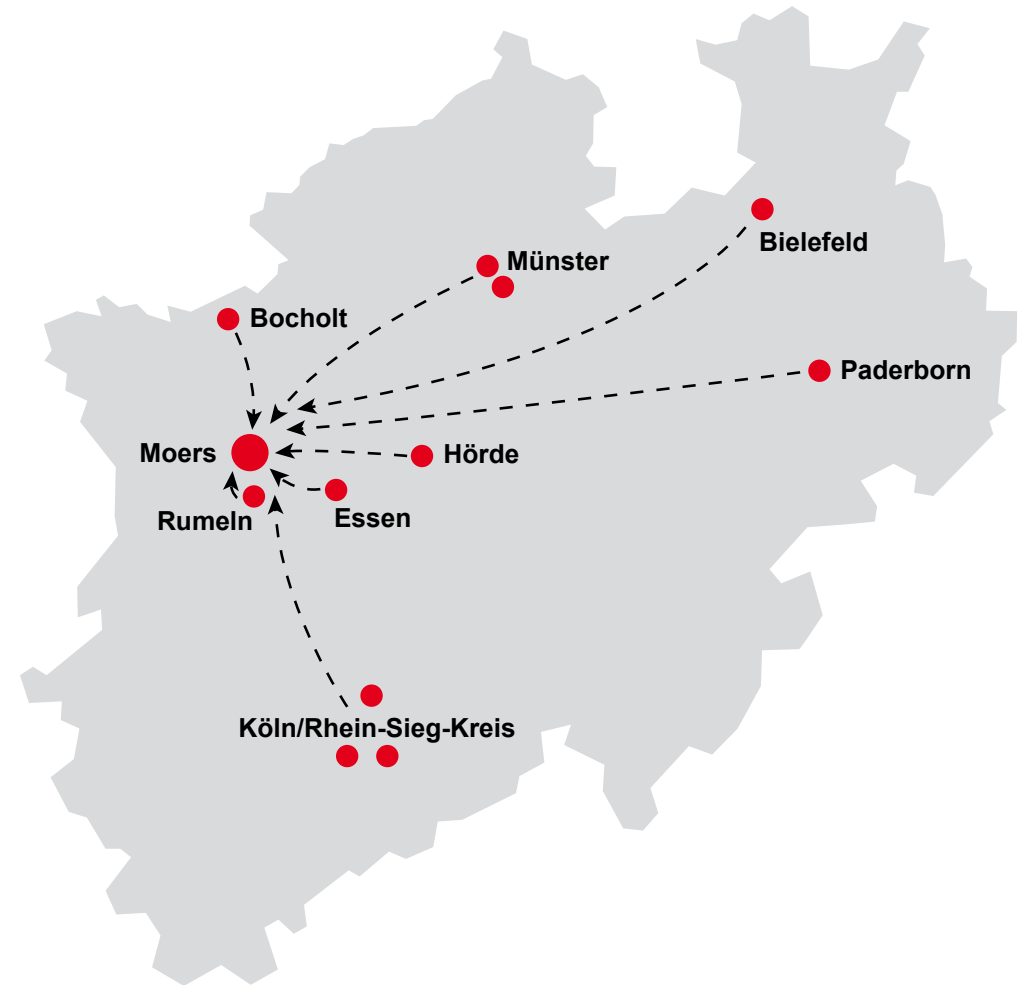 Bielefeld
Münster
Bocholt
Paderborn
Moers
Hörde
Rumeln
Essen
Köln/Rhein-Sieg-Kreis